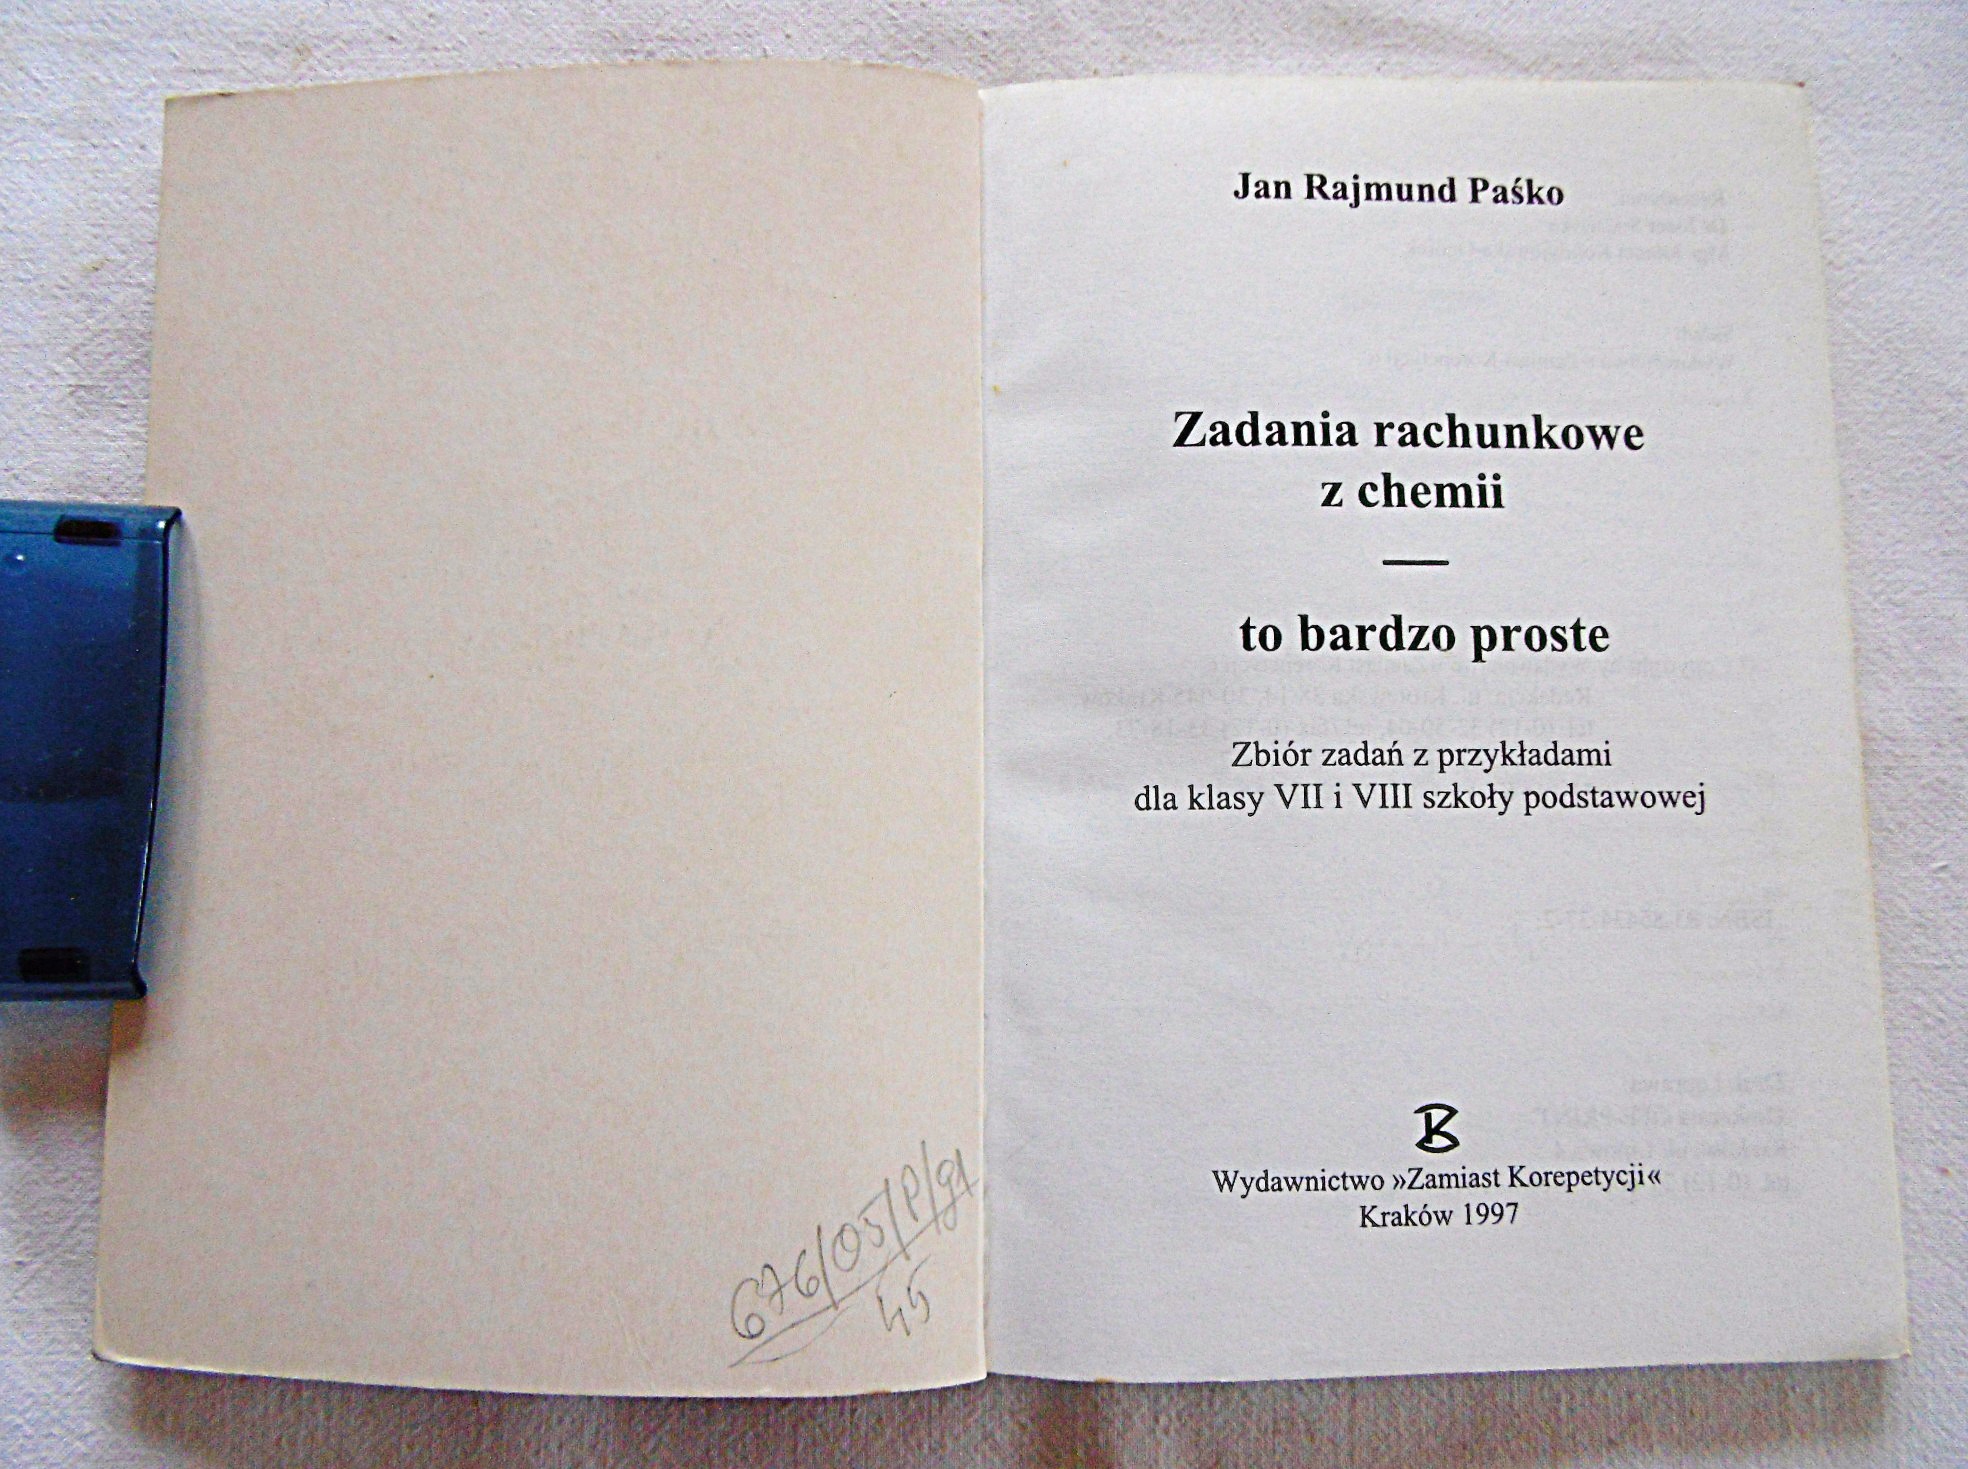 Jan Rajmund Paśko
Zadania rachunkowe
z chemii
—
to bardzo proste
Zbiór zadań z przykładami
dla klasy VII i VIII szkoły podstawowej
Wydawnictwo »Zamiast Korepetycji«
Kraków 1997
676/05/P/g1
45